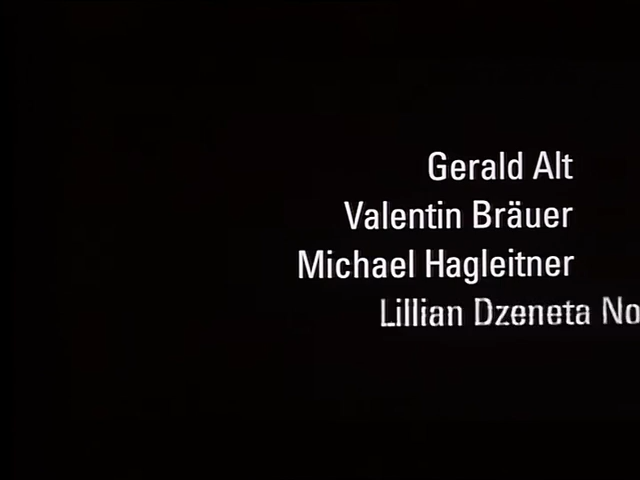 Gerald Alt
Valentin Bräuer
Michael Hagleitner
Lillian Dzeneta No